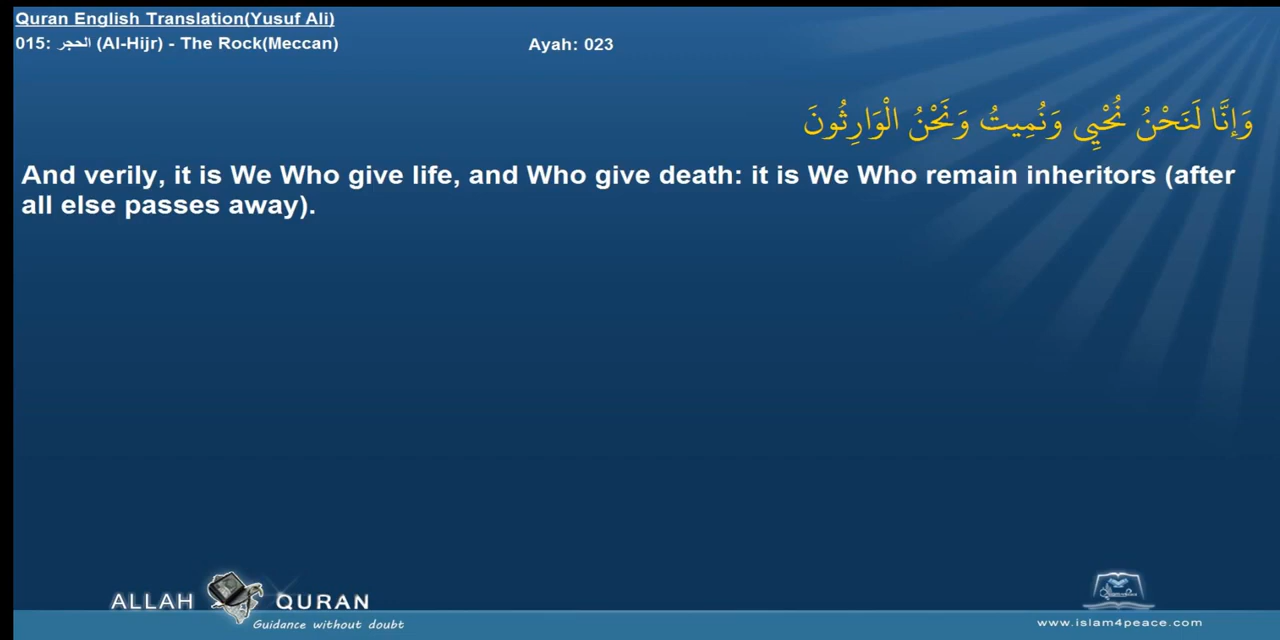 Quran English Translation(Yusuf Ali)
015: الحجر (Al-Hijr) - The Rock(Meccan)
Ayah: 023
وَإِنَّا لَنَحْنُ نُحْيِي وَنُمِيتُ وَنَحْنُ الْوَارِثُونَ
And verily, it is We Who give life, and Who give death: it is We Who remain inheritors (after
all else passes away).
ALLAH QURAN
Guidance without doubt
www.islam4peace.com